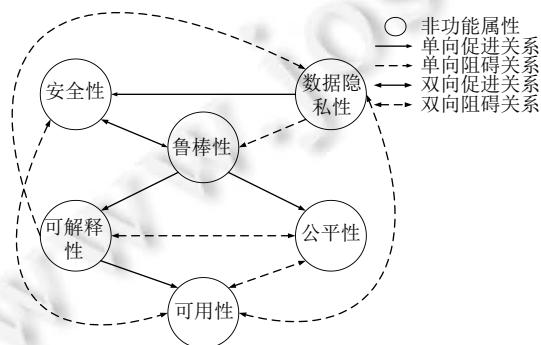 非功能属性
单向促进关系
单向阻碍关系
双向促进关系
双向阻碍关系
安全性
数据隐
私性
鲁棒性
可解释
性
公平性
可用性